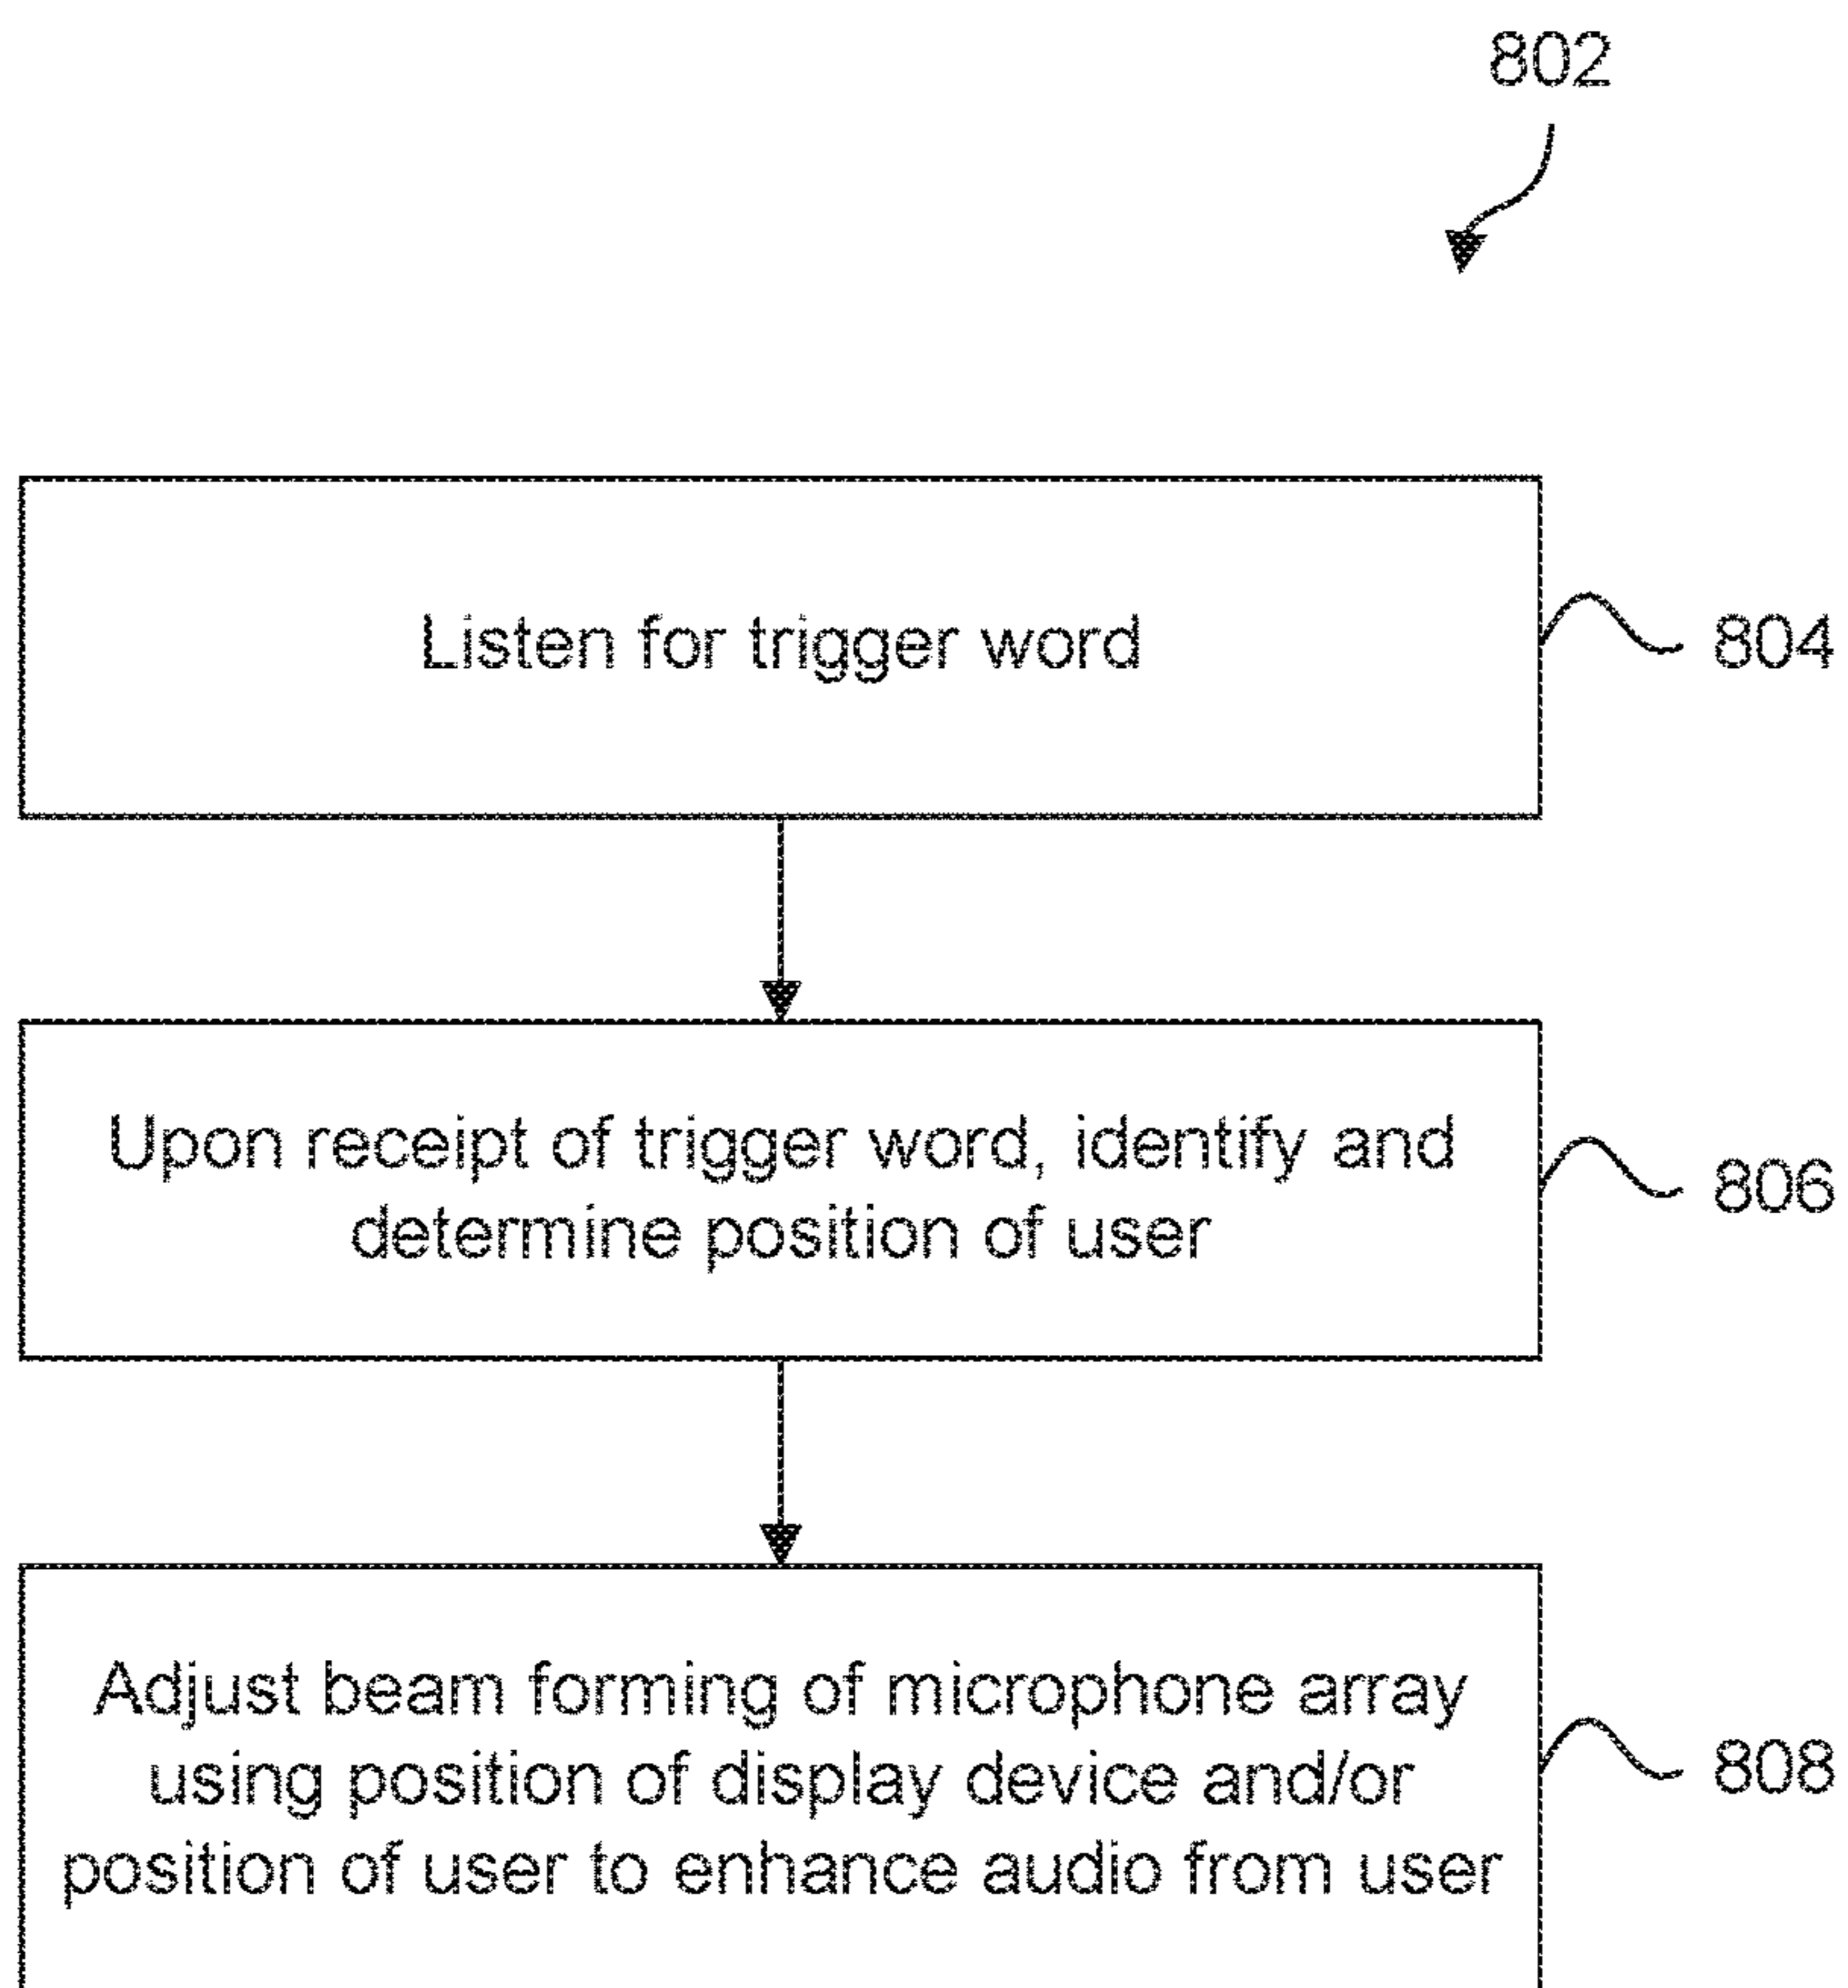 802
Listen for trigger word
804
Upon receipt of trigger word, identify and
determine position of user
806
Adjust beam forming of microphone array
using position of display device and/or
position of user to enhance audio from user
808